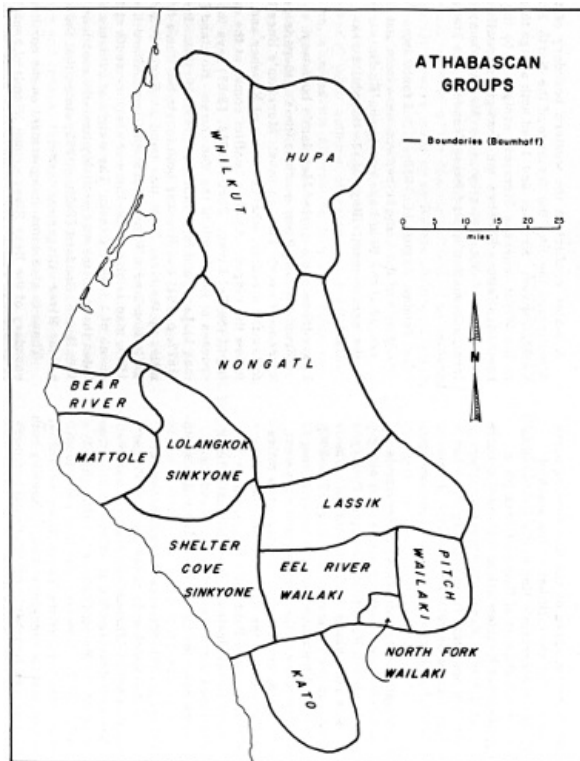 ATHABASCAN
GROUPS
Boundaries (Baumhoff)
0 5 10 15 20 25
miles
N
WHILKUT
HUPA
NONGATL
BEAR
RIVER
MATTOLE
LOLANGKOK
SINKYONE
LASSIK
SHELTER
COVE
SINKYONE
EEL RIVER
WAILAKI
PITCH
WAILAKI
NORTH FORK
WAILAKI
KATO